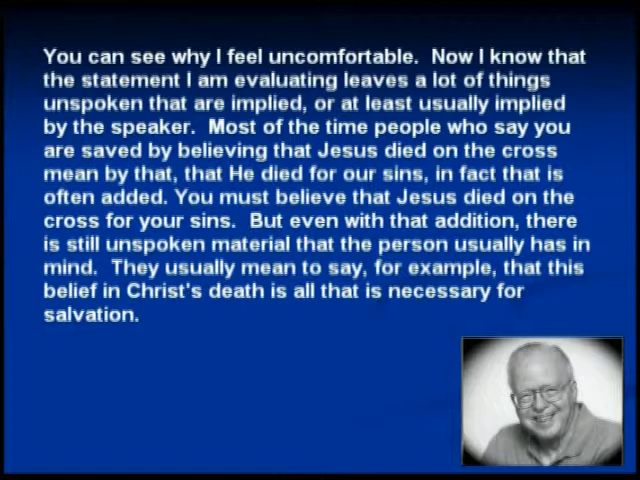 You can see why I feel uncomfortable.  Now I know that
the statement I am evaluating leaves a lot of things
unspoken that are implied, or at least usually implied
by the speaker.  Most of the time people who say you
are saved by believing that Jesus died on the cross
mean by that, that He died for our sins, in fact that is
often added. You must believe that Jesus died on the
cross for your sins.  But even with that addition, there
is still unspoken material that the person usually has in
mind.  They usually mean to say, for example, that this
belief in Christ's death is all that is necessary for
salvation.